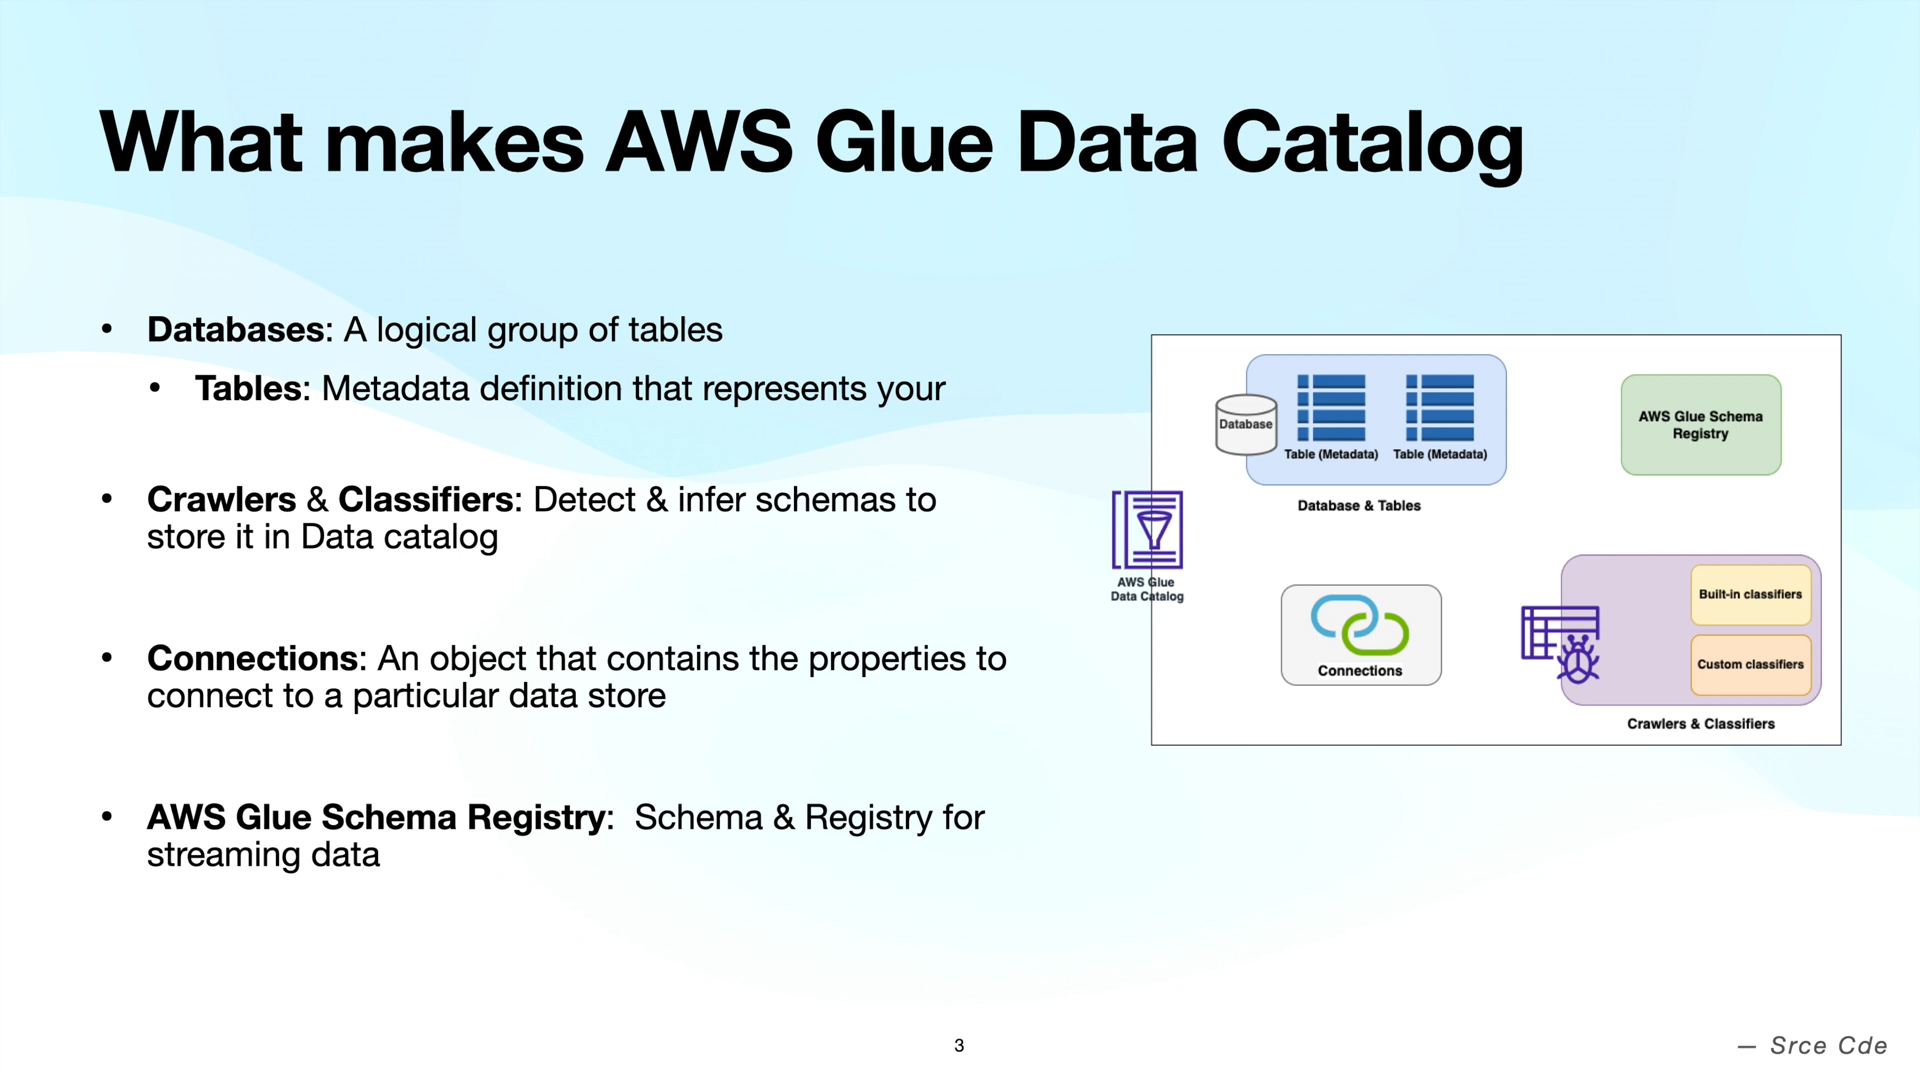 What makes AWS Glue Data Catalog
• Databases: A logical group of tables
• Tables: Metadata definition that represents your
• Crawlers & Classifiers: Detect & infer schemas to
store it in Data catalog
• Connections: An object that contains the properties to
connect to a particular data store
• AWS Glue Schema Registry: Schema & Registry for
streaming data
Database
Table (Metadata) Table (Metadata)
Database & Tables
AWS Glue Schema
Registry
AWS Glue
Data Catalog
Connections
Built-in classifiers
Custom classifiers
Crawlers & Classifiers
3
— Srce Cde